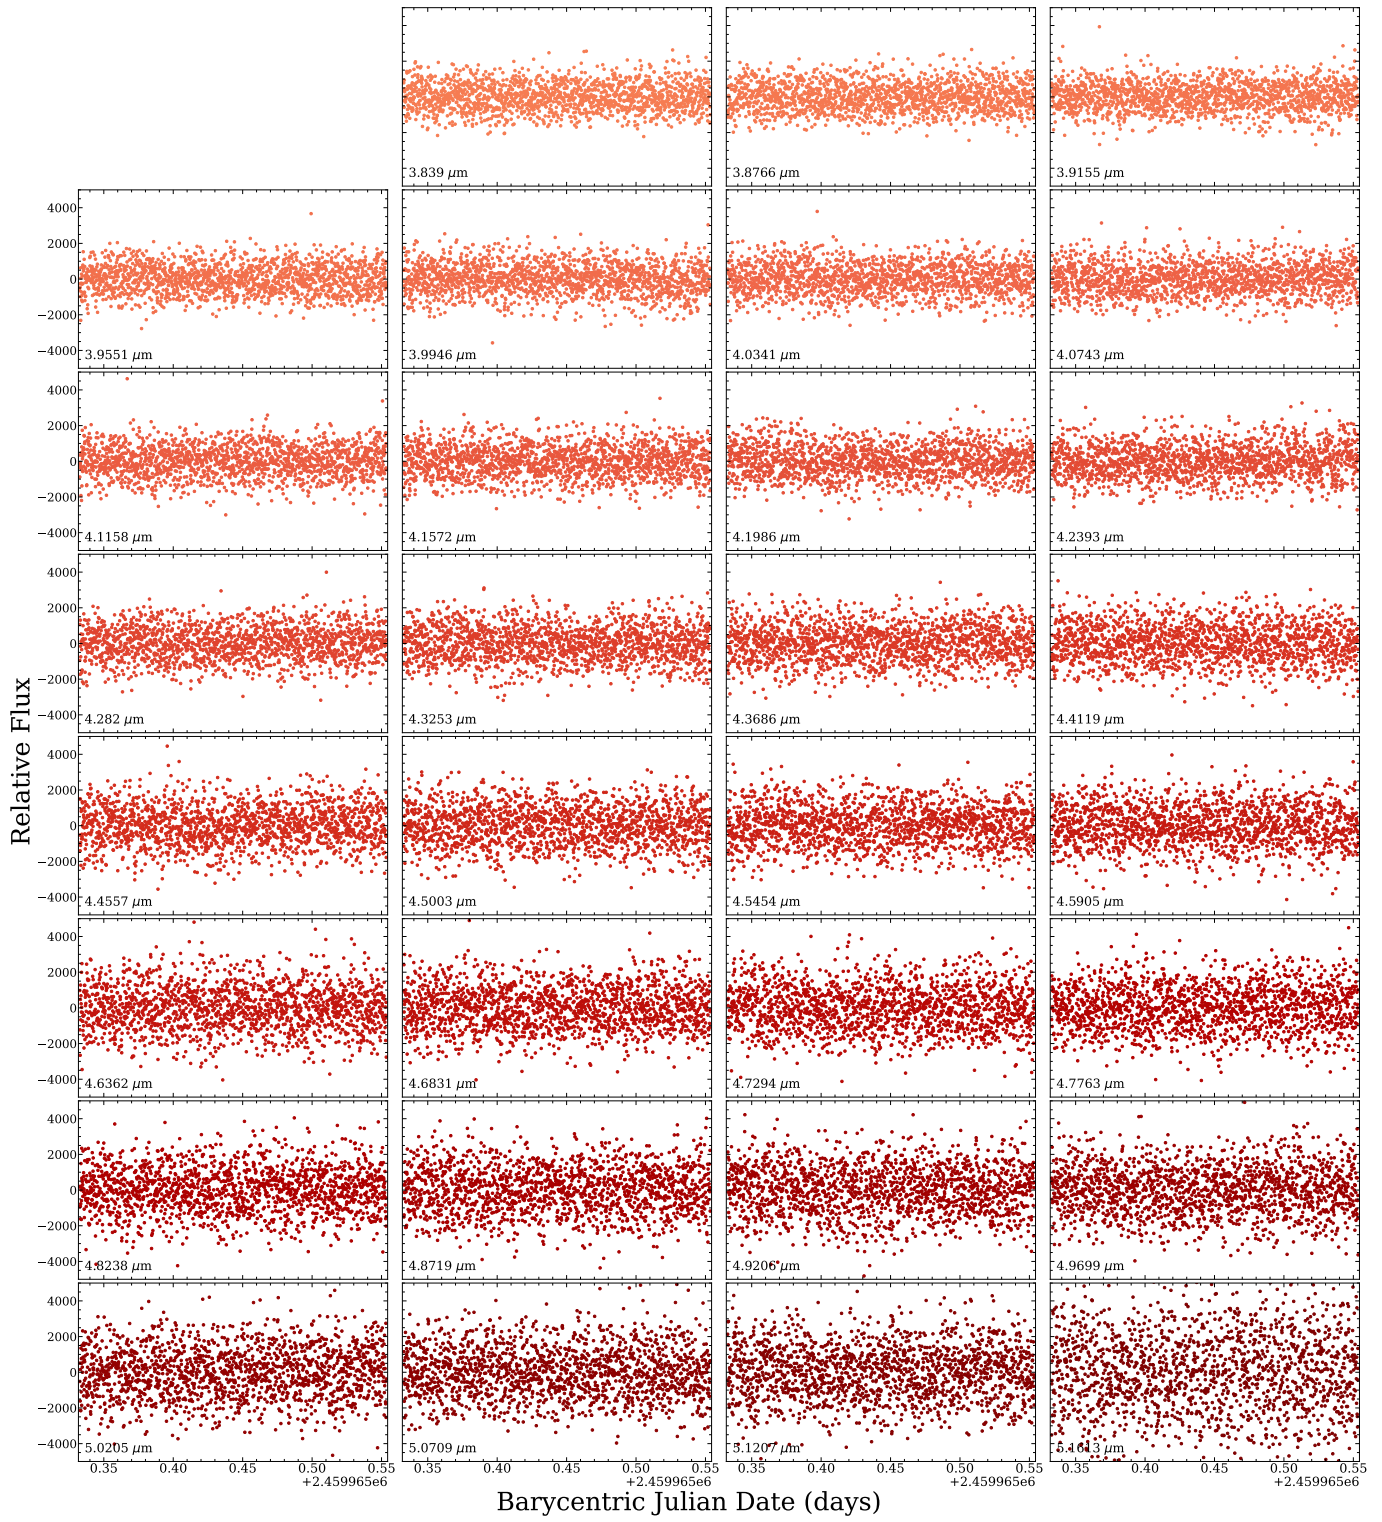 3.839 μm
3.8766 μm
3.9155 μm
4000
2000
0
−2000
−4000
3.9551 μm
3.9946 μm
4.0341 μm
4.0743 μm
4000
2000
0
−2000
−4000
4.1158 μm
4.1572 μm
4.1986 μm
4.2393 μm
4000
2000
0
−2000
−4000
4.282 μm
4.3253 μm
4.3686 μm
4.4119 μm
Relative Flux
4000
2000
0
−2000
−4000
4.4557 μm
4.5003 μm
4.5454 μm
4.5905 μm
4000
2000
0
−2000
−4000
4.6362 μm
4.6831 μm
4.7294 μm
4.7763 μm
4000
2000
0
−2000
−4000
4.8238 μm
4.8719 μm
4.9206 μm
4.9699 μm
4000
2000
0
−2000
−4000
5.0205 μm
5.0709 μm
5.1207 μm
5.1613 μm
0.35 0.40 0.45 0.50 0.55
+2.459965e6
0.35 0.40 0.45 0.50 0.55
+2.459965e6
0.35 0.40 0.45 0.50 0.55
+2.459965e6
0.35 0.40 0.45 0.50 0.55
+2.459965e6
Barycentric Julian Date (days)